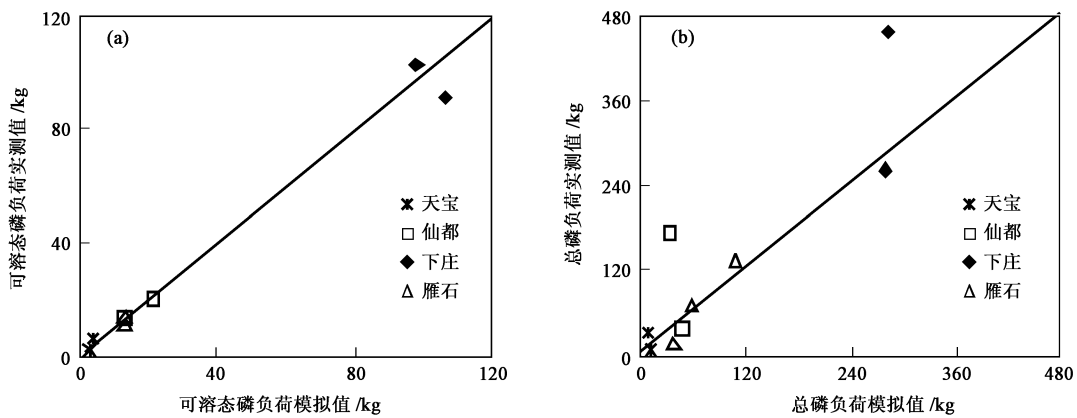 (a)
可溶态磷负荷实测值/kg
120
80
40
0
0 40 80 120
可溶态磷负荷模拟值/kg
天宝
仙都
下庄
雁石
(b)
总磷负荷实测值/kg
480
360
240
120
0
0 120 240 360 480
总磷负荷模拟值/kg
天宝
仙都
下庄
雁石